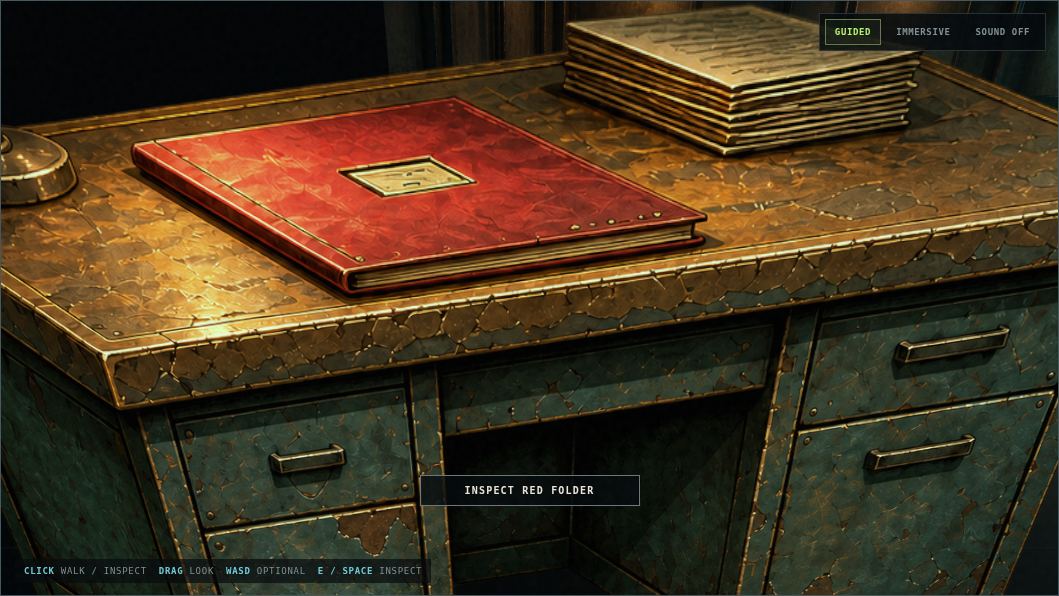 GUIDED IMMERSIVE SOUND OFF
INSPECT RED FOLDER
CLICK WALK / INSPECT DRAG LOOK WASD OPTIONAL E / SPACE INSPECT